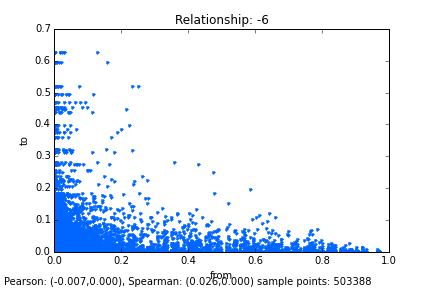 Relationship: -6
0.7
0.6
0.5
0.4
0.3
0.2
0.1
0.0
to
0.0 0.2 0.4 0.6 0.8 1.0
from
Pearson: (-0.007,0.000), Spearman: (0.026,0.000) sample points: 503388